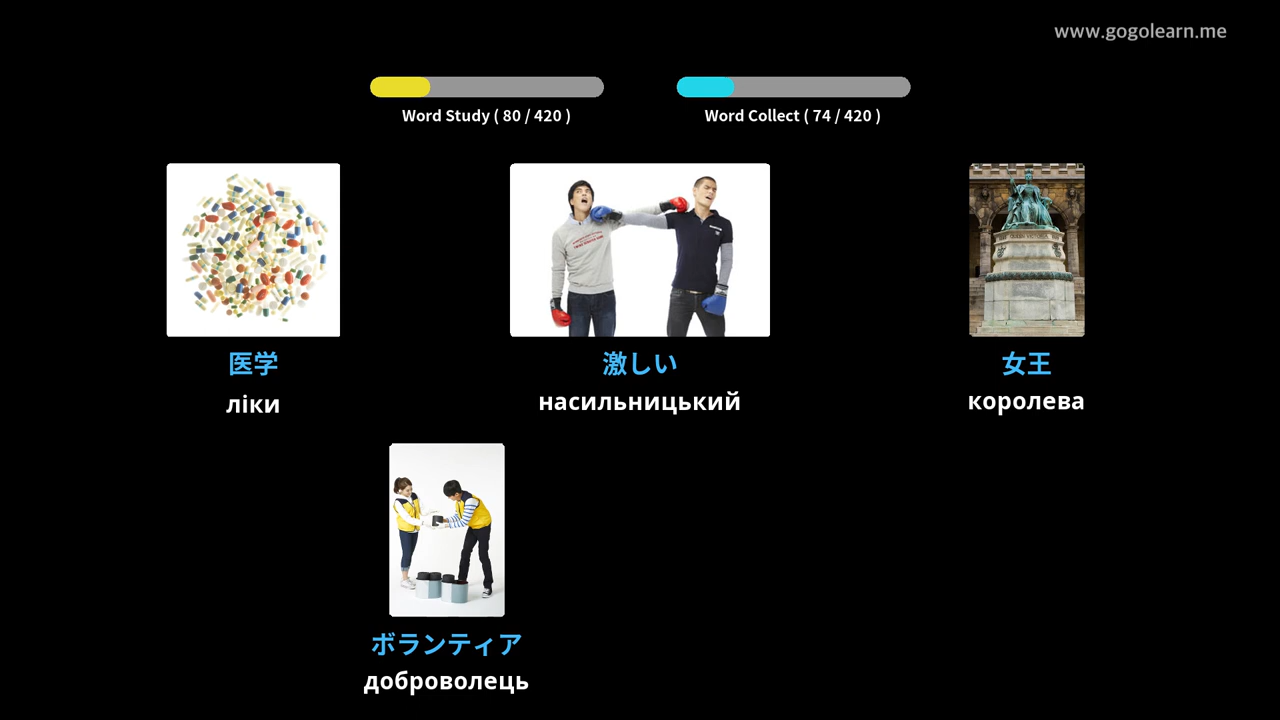 www.gogolearn.me
Word Study ( 80 / 420 )
Word Collect ( 74 / 420 )
医学
激しい
女王
ліки
насильницький
королева
ボランティア
доброволець